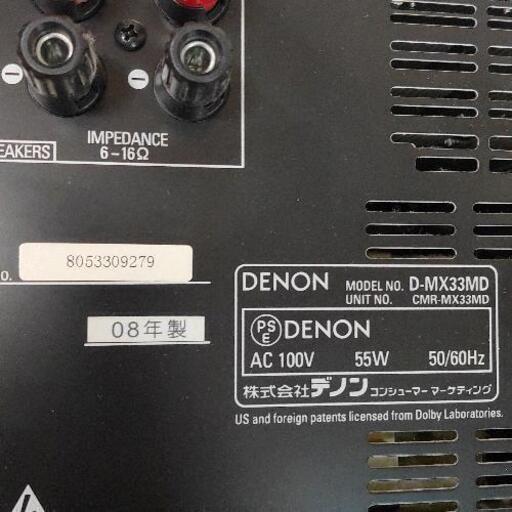 IMPEDANCE
6-16Ω
EAKERS
O. 8053309279
08年製
DENON MODEL NO. D-MX33MD
UNIT NO. CMR-MX33MD
PSE DENON
AC 100V 55W 50/60Hz
株式会社デノン コンシューマー マーケティング
US and foreign patents licensed from Dolby Laboratories.